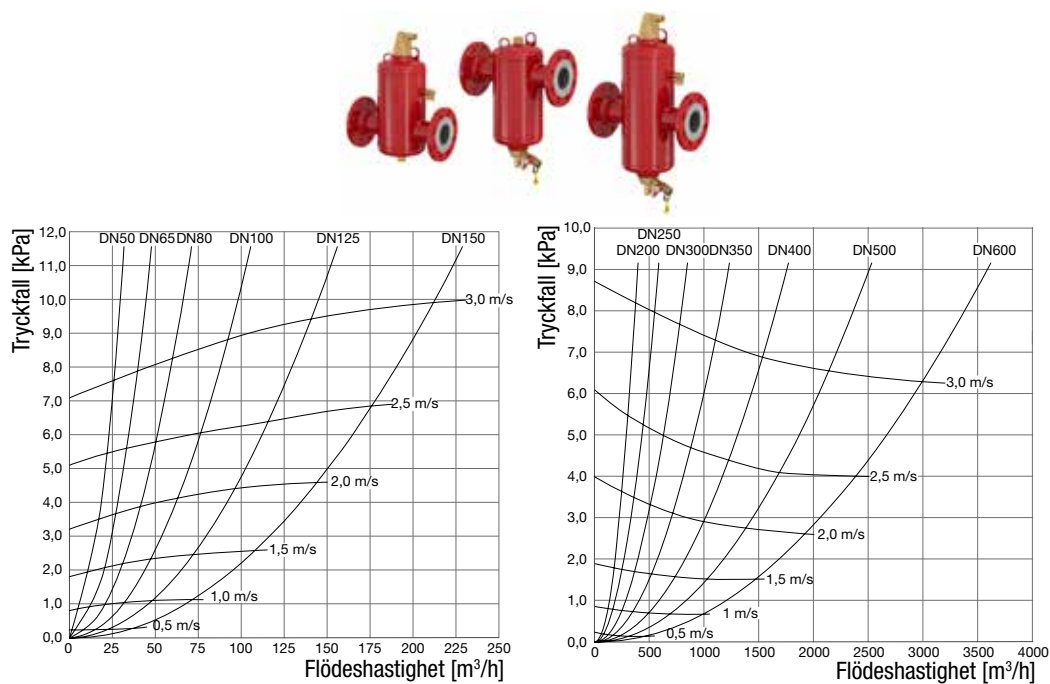 12,0
11,0
10,0
9,0
8,0
7,0
6,0
5,0
4,0
3,0
2,0
1,0
0,0
Tryckfall [kPa]
DN50 DN65 DN80 DN100 DN125 DN150
3,0 m/s
2,5 m/s
2,0 m/s
1,5 m/s
1,0 m/s
0,5 m/s
0 25 50 75 100 125 150 175 200 225 250
Flödeshastighet [m³/h]
10,0
9,0
8,0
7,0
6,0
5,0
4,0
3,0
2,0
1,0
0,0
Tryckfall [kPa]
DN250
DN200 DN300 DN350 DN400 DN500 DN600
3,0 m/s
2,5 m/s
2,0 m/s
1,5 m/s
1 m/s
0,5 m/s
0 500 1000 1500 2000 2500 3000 3500 4000
Flödeshastighet [m³/h]